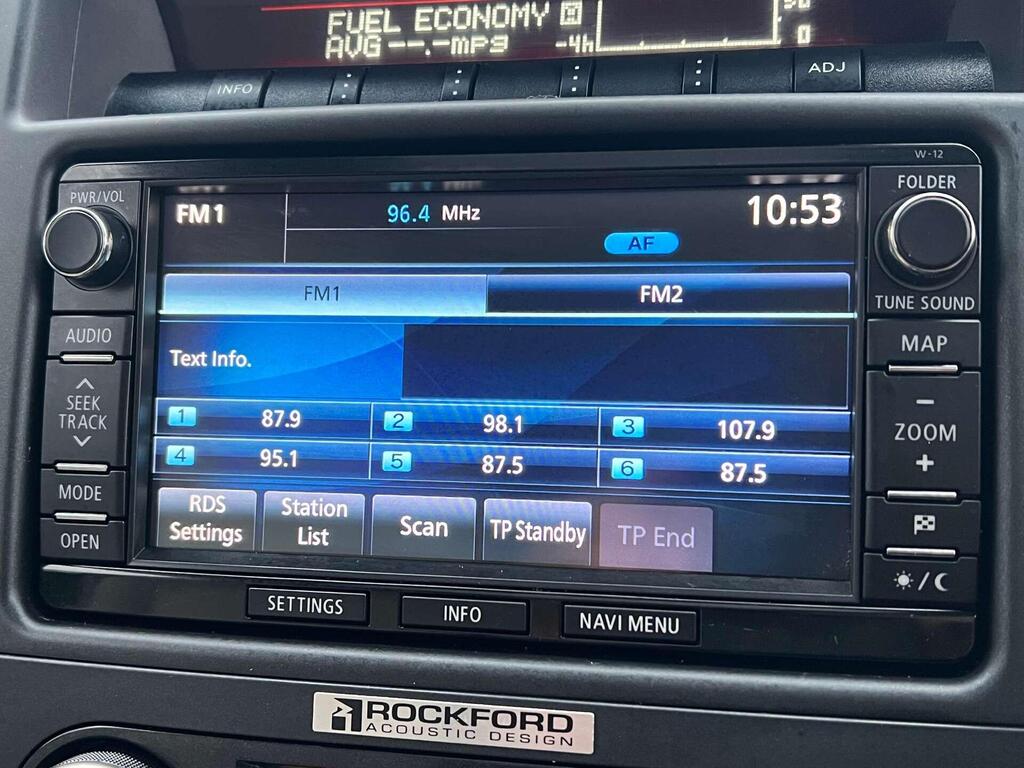 FUEL ECONOMY
AVG --.-mpg -4h 0
INFO
ADJ
W-12
PWR/VOL
FOLDER
FM1 96.4 MHz 10:53
AF
TUNE SOUND
FM1 FM2
AUDIO
MAP
Text Info.
SEEK
TRACK
− ZOOM +
1 87.9 2 98.1 3 107.9
4 95.1 5 87.5 6 87.5
MODE
OPEN
RDS Settings
Station List
Scan
TP Standby
TP End
SETTINGS INFO NAVI MENU
ROCKFORD
ACOUSTIC DESIGN